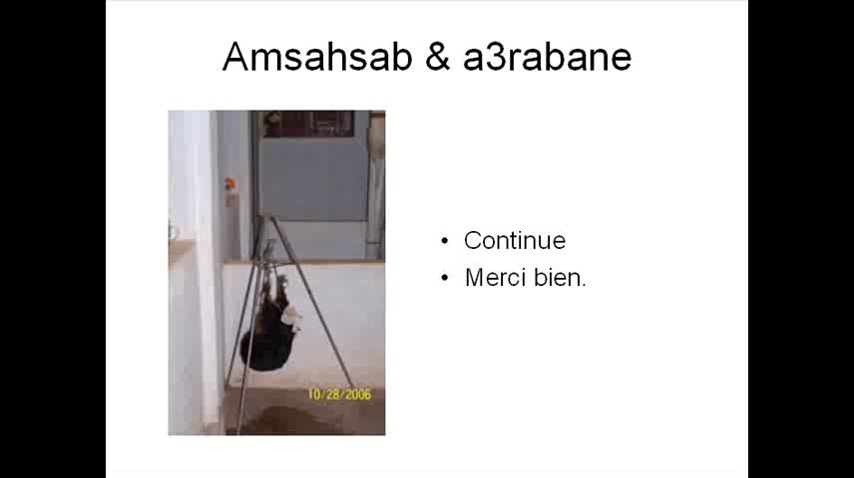 Amsahsab & a3rabane
• Continue
• Merci bien.
10/28/2006